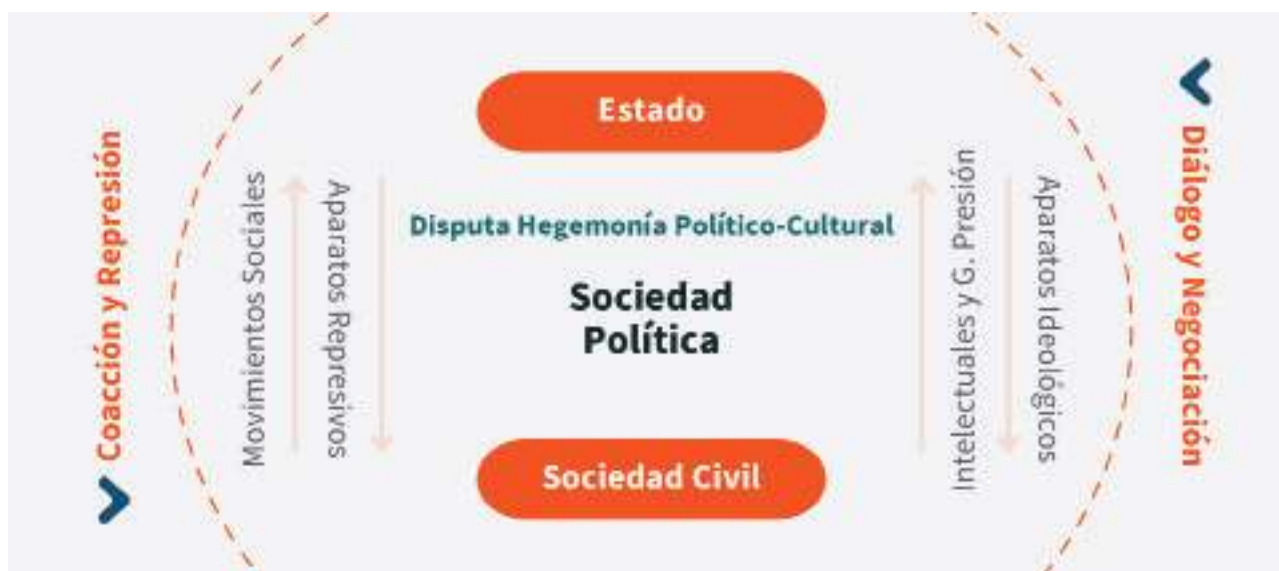 Estado
Disputa Hegemonía Político-Cultural
Sociedad
Política
Sociedad Civil
Coacción y Represión
Movimientos Sociales
Aparatos Represivos
Intelectuales y G. Presión
Aparatos Ideológicos
Diálogo y Negociación